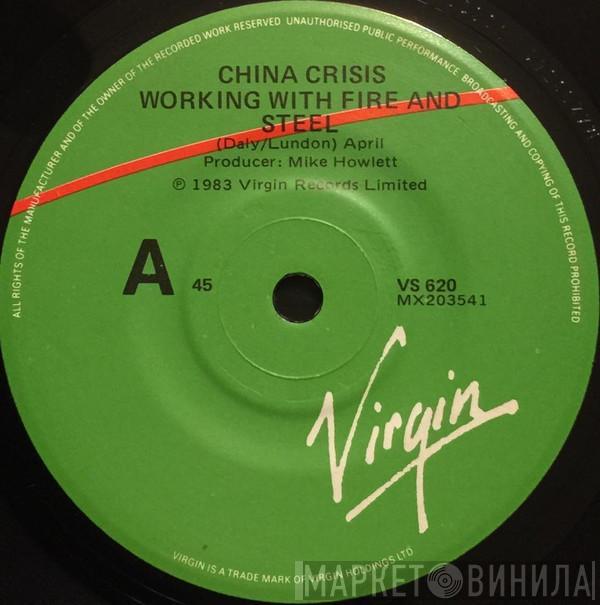 ALL RIGHTS OF THE MANUFACTURER AND OF THE OWNER OF THE RECORDED WORK RESERVED UNAUTHORISED PUBLIC PERFORMANCE BROADCASTING AND COPYING OF THIS RECORD PROHIBITED
CHINA CRISIS
WORKING WITH FIRE AND
STEEL
(Daly/Lundon) April
Producer: Mike Howlett
℗ 1983 Virgin Records Limited
A 45 VS 620
MX203541
Virgin
VIRGIN IS A TRADE MARK OF VIRGIN HOLDINGS LTD
МАРКЕТ ВИНИЛА